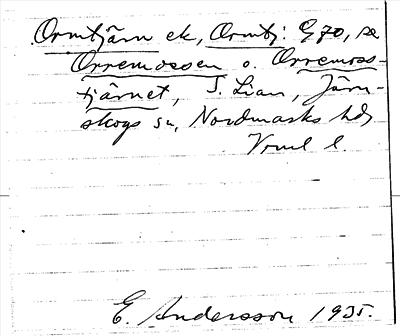 Ormtjärn ek, Ormtj: G70, se
Orremossen o. Orremoss-
tjärnet, S. Lian, Järn-
skogs sn, Nordmarks hd,
Vrml l.
E. Andersson 1935.